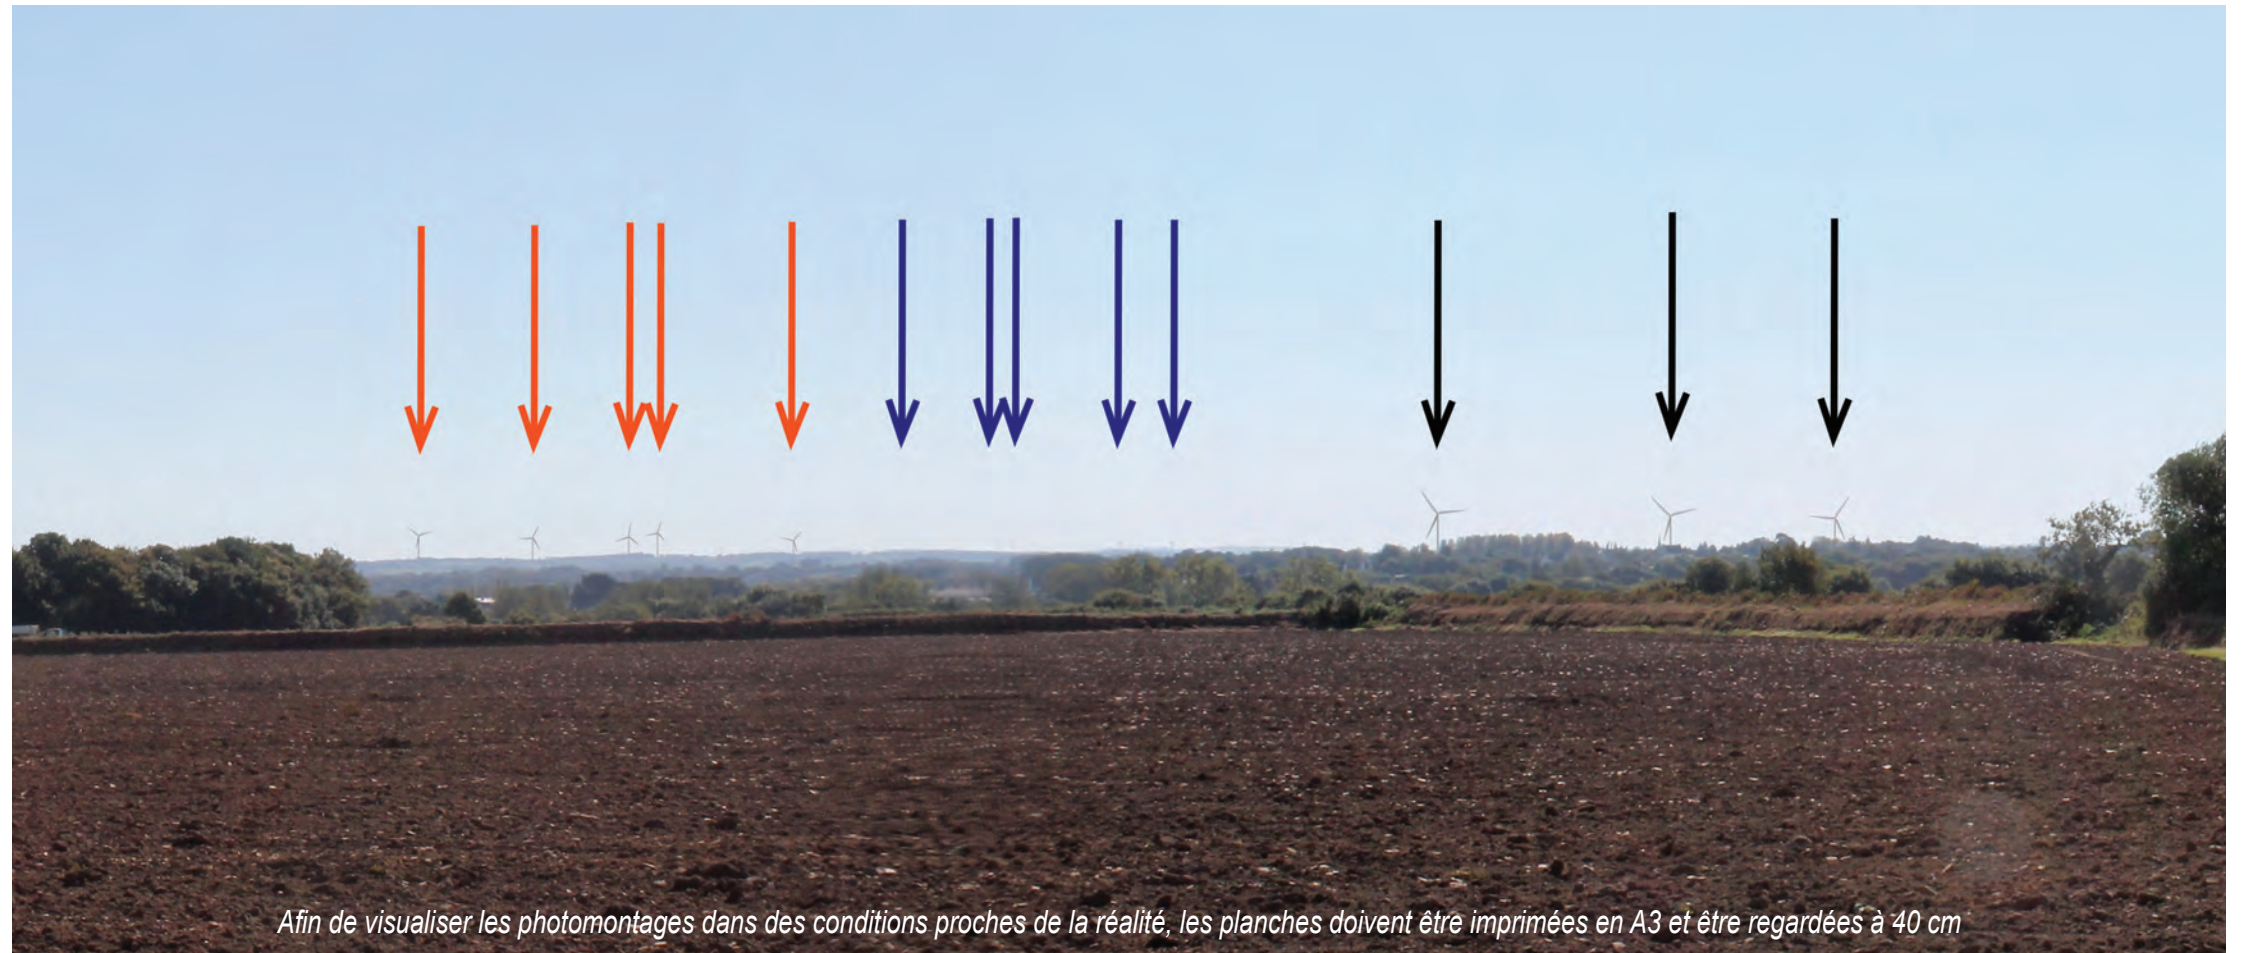 Afin de visualiser les photomontages dans des conditions proches de la réalité, les planches doivent être imprimées en A3 et être regardées à 40 cm